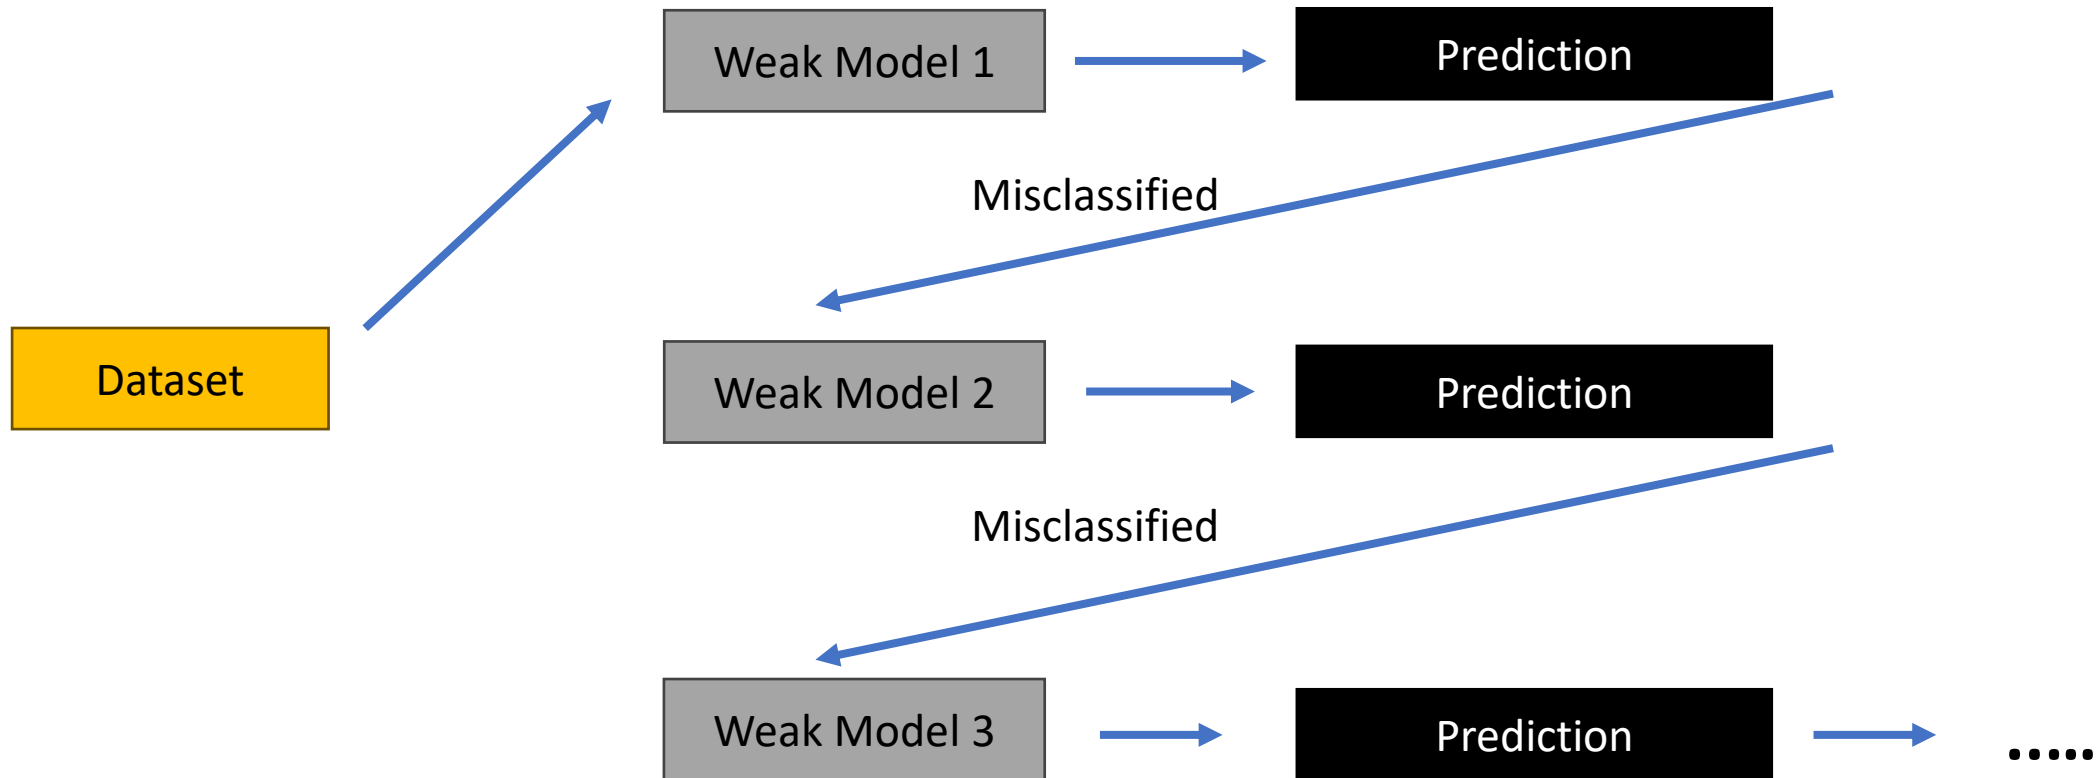 Weak Model 1
Prediction
Misclassified
Dataset
Weak Model 2
Prediction
Misclassified
Weak Model 3
Prediction
.....